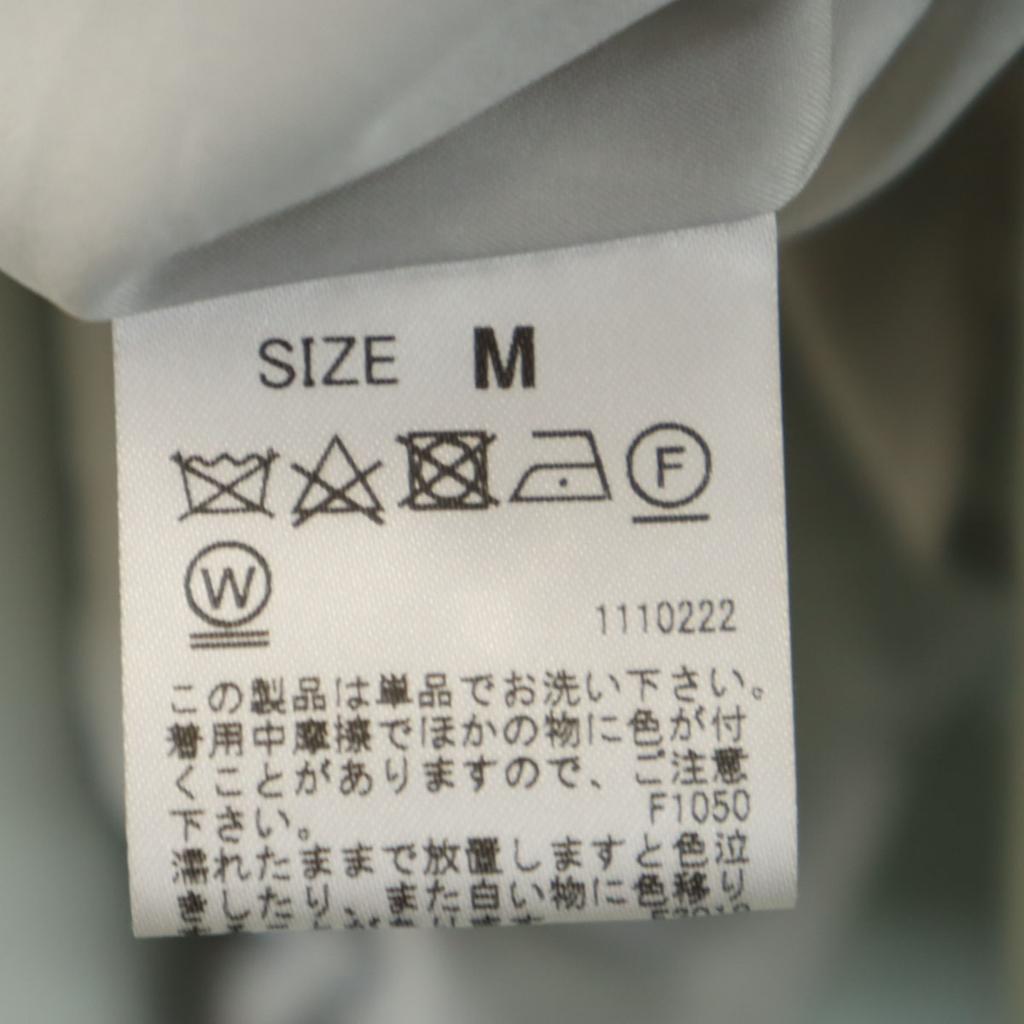 SIZE M
F
W
1110222
この製品は単品でお洗い下さい。
着用中摩擦でほかの物に色が付
くことがありますので、ご注意
下さい。 F1050
濡れたままで放置しますと色泣
きしたり、また白い物に色移り